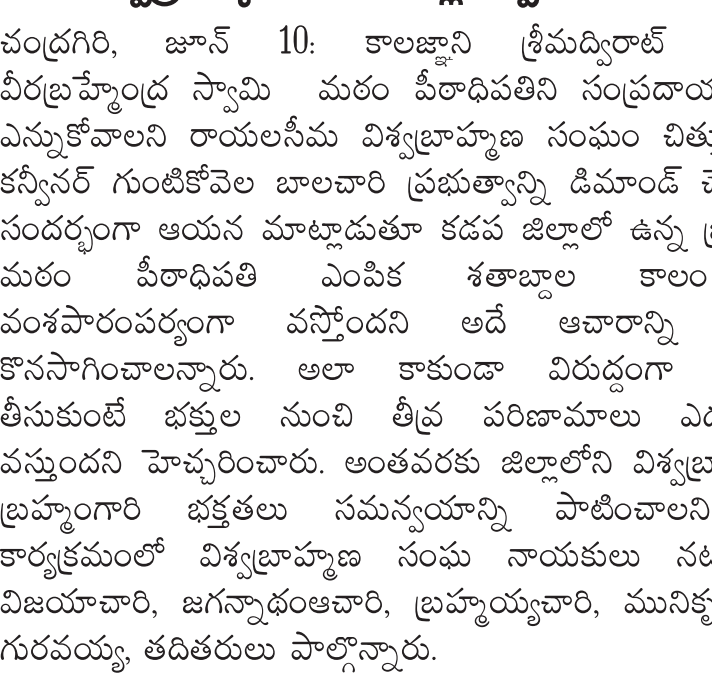 చంద్రగిరి, జూన్ 10: కాలజ్ఞాని శ్రీమద్విరాట్
వీరబ్రహ్మేంద్ర స్వామి మఠం పీఠాధిపతిని
ఎన్నుకోవాలని రాయలసీమ విశ్వబ్రాహ్మణ సంఘం
కన్వీనర్ గుంటికోవెల బాలచారి ప్రభుత్వాన్ని డిమాండ్
సందర్భంగా ఆయన మాట్లాడుతూ కడప జిల్లాలో ఉన్న
మఠం పీఠాధిపతి ఎంపిక శతాబ్దాల కాలం
వంశపారంపర్యంగా వస్తోందని అదే ఆచారాన్ని
కొనసాగించాలన్నారు. అలా కాకుండా విరుద్దంగా
తీసుకుంటే భక్తుల నుంచి తీవ్ర పరిణామాలు
వస్తుందని హెచ్చరించారు. అంతవరకు జిల్లాలోని
బ్రహ్మంగారి భక్తతలు సమన్వయాన్ని పాటించాలని
కార్యక్రమంలో విశ్వబ్రాహ్మణ సంఘ నాయకులు
విజయాచారి, జగన్నాథంఆచారి, బ్రహ్మయ్యచారి,
గురవయ్య, తదితరులు పాల్గొన్నారు.